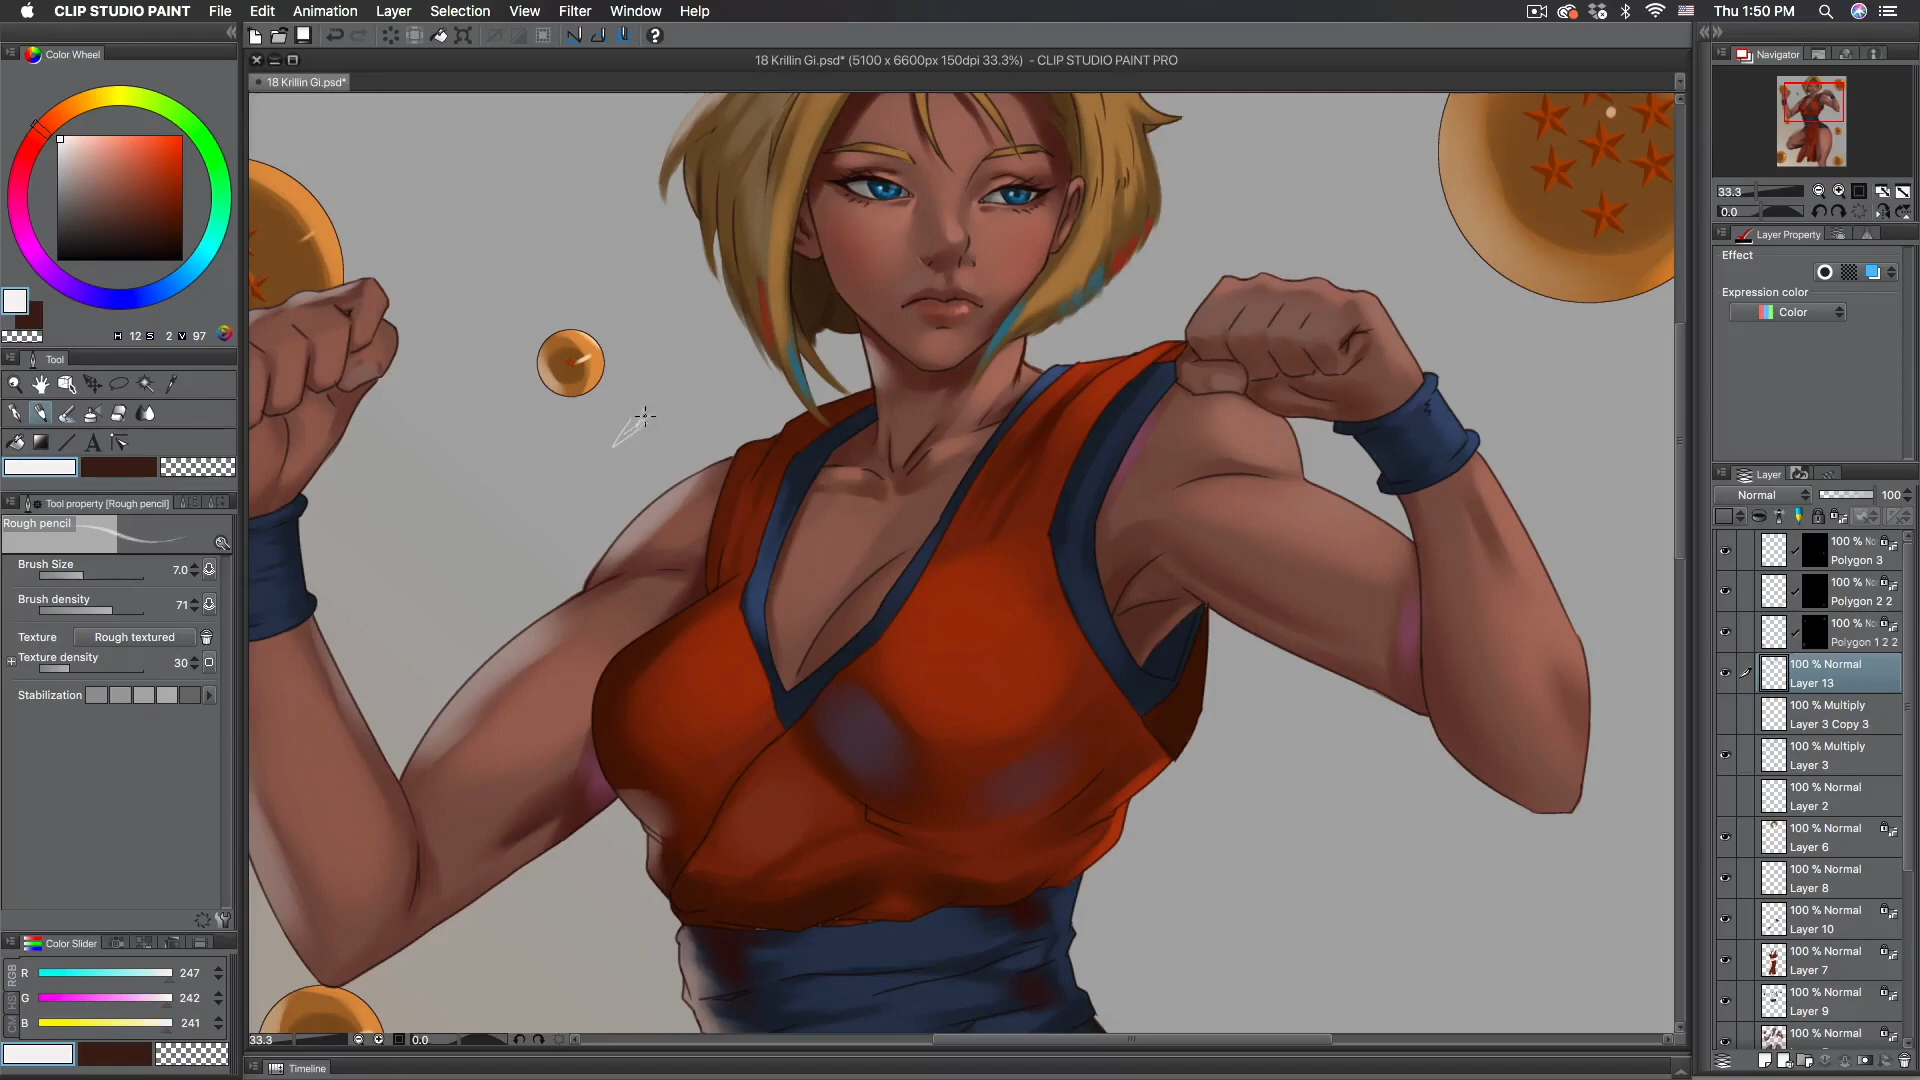 CLIP STUDIO PAINT File Edit Animation Layer Selection View Filter Window Help Thu 1:50 PM
18 Krillin Gi.psd* (5100 x 6600px 150dpi 33.3%) - CLIP STUDIO PAINT PRO
Color Wheel
18 Krillin Gi.psd*
H 12 S 2 V 97
Tool
Tool property [Rough pencil]
Rough pencil
Brush Size 7.0
Brush density 71
Texture Rough textured
Texture density 30
Stabilization
Color Slider
RGB
R 247
G 242
B 241
33.3 0.0
Timeline
Navigator
33.3
0.0
Layer Property
Effect
Expression color
Color
Layer
Normal 100
100 % No
Polygon 3
100 % No
Polygon 2 2
100 % No
Polygon 1 2 2
100 % Normal
Layer 13
100 % Multiply
Layer 3 Copy 3
100 % Multiply
Layer 3
100 % Normal
Layer 2
100 % Normal
Layer 6
100 % Normal
Layer 8
100 % Normal
Layer 10
100 % Normal
Layer 7
100 % Normal
Layer 9
100 % Normal